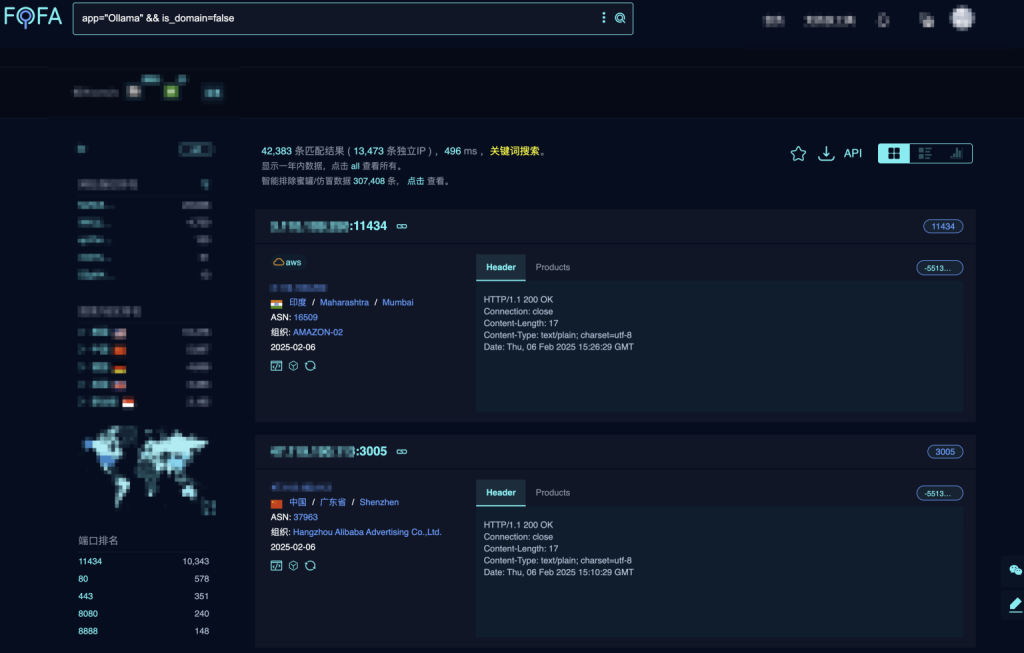 FOFA
app="Ollama" && is_domain=false
42,383 条匹配结果 ( 13,473 条独立IP ) ，496 ms ，关键词搜索。
显示一年内数据，点击 all 查看所有。
智能排除蜜罐/仿冒数据 307,408 条， 点击 查看。
API
:11434
11434
aws
Header
Products
-5513...
印度 / Maharashtra / Mumbai
ASN: 16509
组织: AMAZON-02
2025-02-06
HTTP/1.1 200 OK
Connection: close
Content-Length: 17
Content-Type: text/plain; charset=utf-8
Date: Thu, 06 Feb 2025 15:26:29 GMT
:3005
3005
Header
Products
-5513...
中国 / 广东省 / Shenzhen
ASN: 37963
组织: Hangzhou Alibaba Advertising Co.,Ltd.
2025-02-06
HTTP/1.1 200 OK
Connection: close
Content-Length: 17
Content-Type: text/plain; charset=utf-8
Date: Thu, 06 Feb 2025 15:10:29 GMT
端口排名
11434 10,343
80 578
443 351
8080 240
8888 148